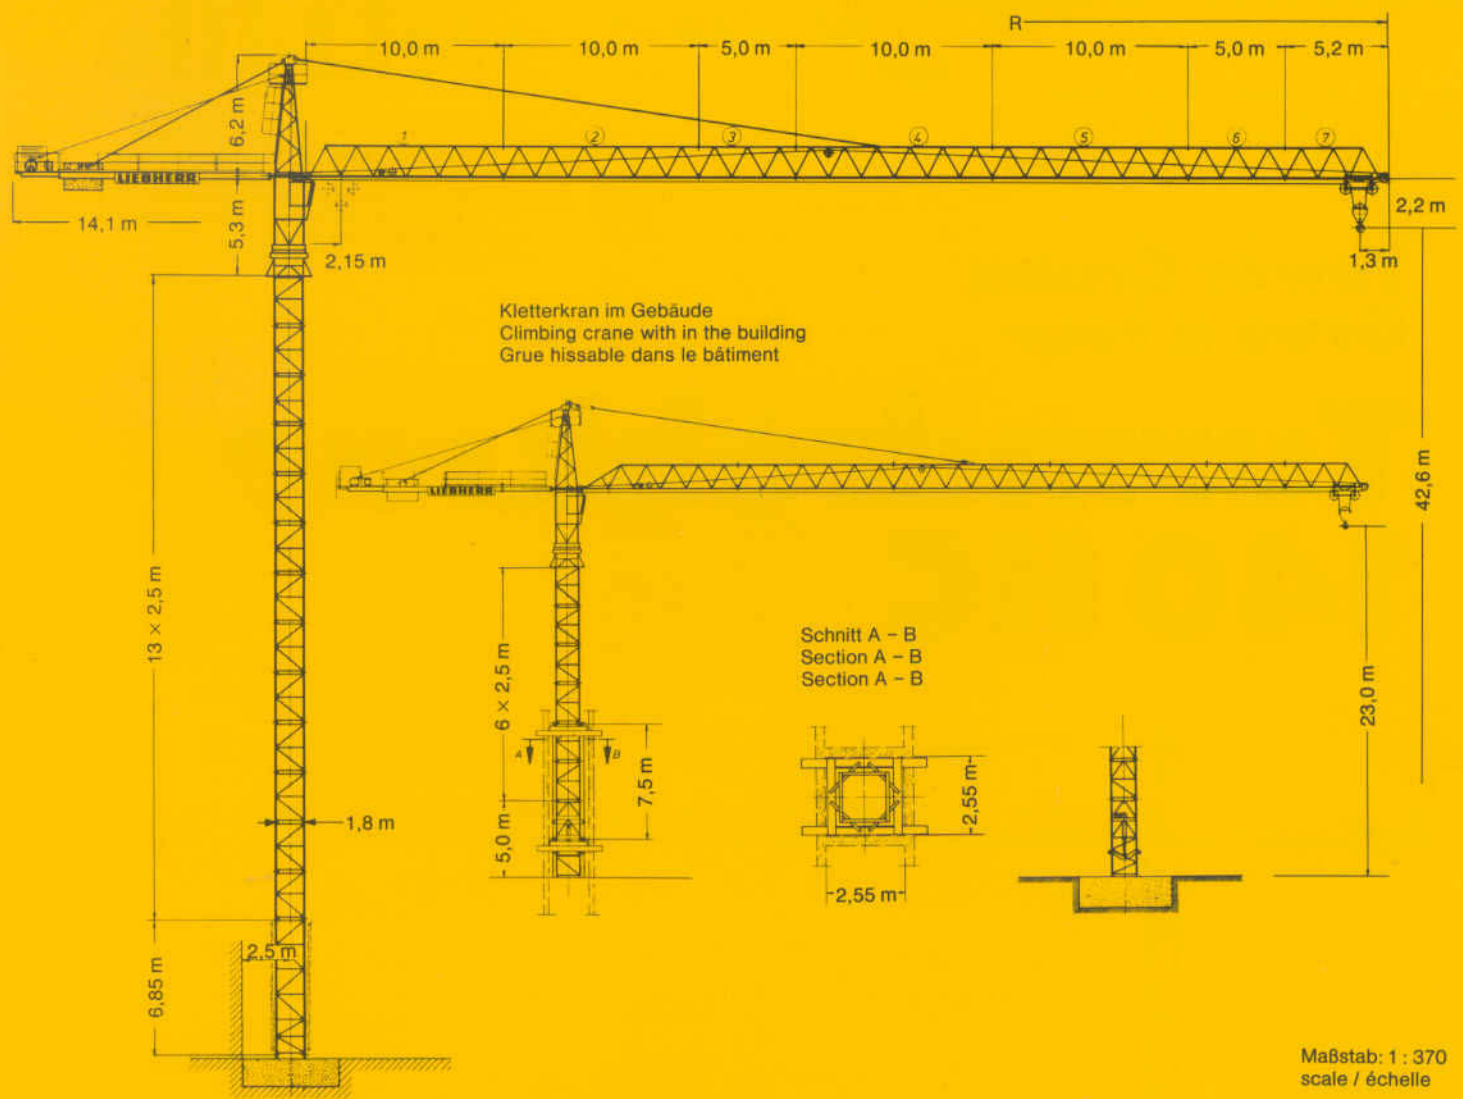 R
10,0 m
10,0 m
5,0 m
10,0 m
10,0 m
5,0 m
5,2 m
6,2 m
1
2
3
4
5
6
7
LIEBHERR
14,1 m
5,3 m
2,15 m
2,2 m
1,3 m
Kletterkran im Gebäude
Climbing crane with in the building
Grue hissable dans le bâtiment
LIEBHERR
42,6 m
13 × 2,5 m
6 × 2,5 m
Schnitt A – B
Section A – B
Section A – B
23,0 m
A
B
7,5 m
2,55 m
1,8 m
5,0 m
2,55 m
2,5 m
6,85 m
Maßstab: 1 : 370
scale / échelle